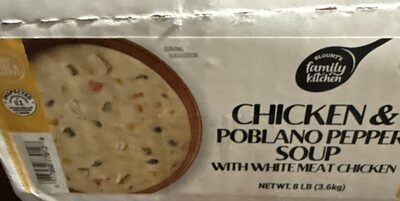 SERVING
SUGGESTION
BLOUNT'S
family
kitchen
CHICKEN &
POBLANO PEPPER
SOUP
WITH WHITE MEAT CHICKEN
NET WT. 8 LB (3.6kg)
INSPECTED